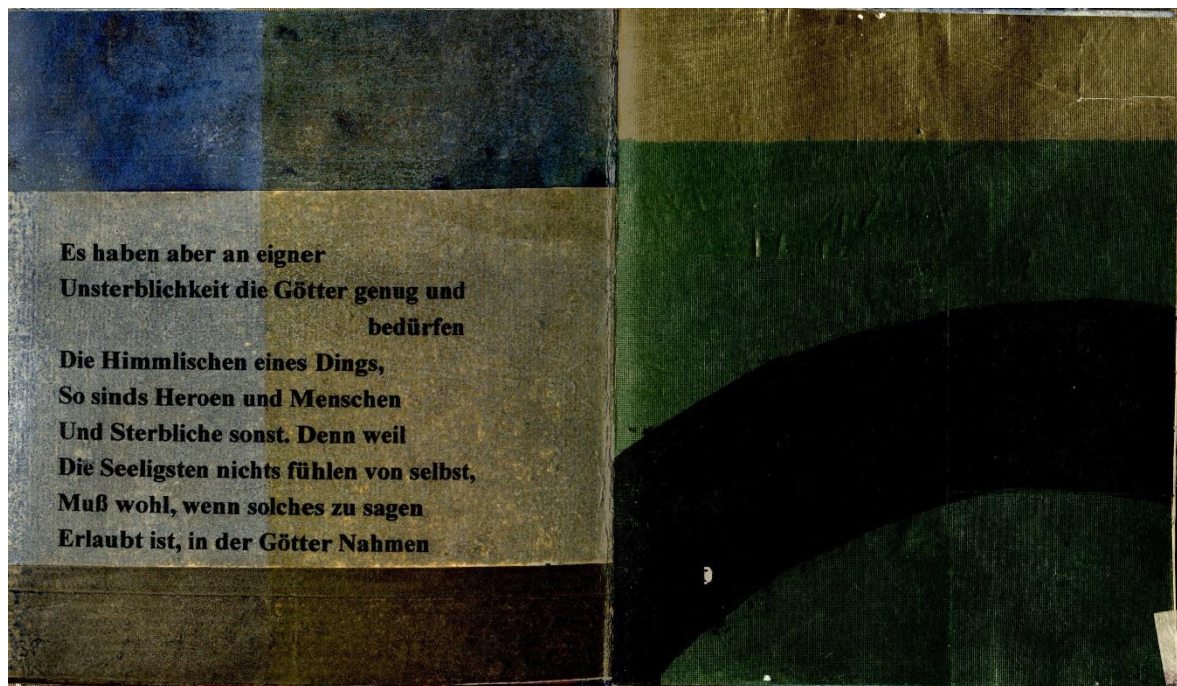 Es haben aber an eigner
Unsterblichkeit die Götter genug und
bedürfen
Die Himmlischen eines Dings,
So sinds Heroen und Menschen
Und Sterbliche sonst. Denn weil
Die Seeligsten nichts fühlen von selbst,
Muß wohl, wenn solches zu sagen
Erlaubt ist, in der Götter Nahmen